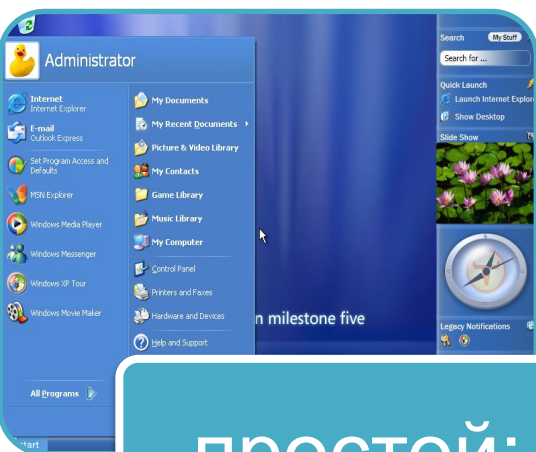 Administrator
Internet
Internet Explorer
E-mail
Outlook Express
Set Program Access and
Defaults
MSN Explorer
Windows Media Player
Windows Messenger
Windows XP Tour
Windows Movie Maker
All Programs
My Documents
My Recent Documents
Picture & Video Library
My Contacts
Game Library
Music Library
My Computer
Control Panel
Printers and Faxes
Hardware and Devices
Help and Support
n milestone five
Search
My Stuff
Search for ...
Quick Launch
Launch Internet Explor
Show Desktop
Slide Show
Legacy Notifications